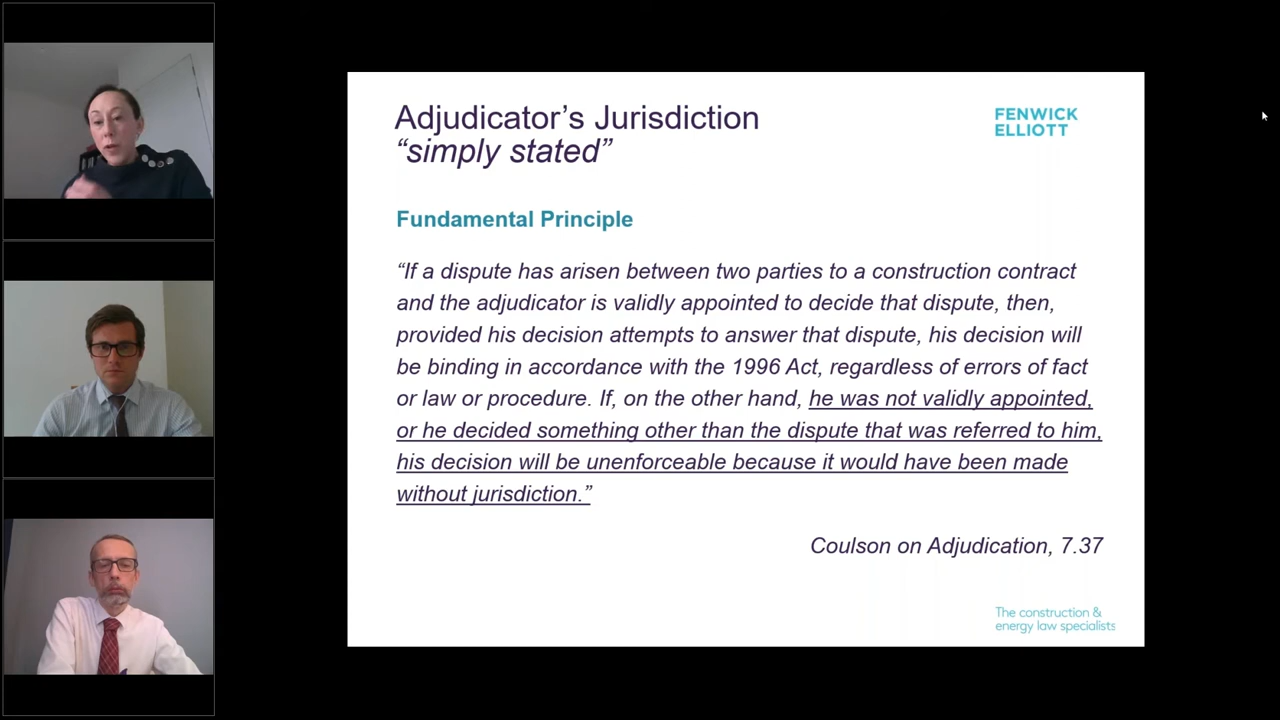 Adjudicator’s Jurisdiction
“simply stated”
FENWICK
ELLIOTT
Fundamental Principle
“If a dispute has arisen between two parties to a construction contract
and the adjudicator is validly appointed to decide that dispute, then,
provided his decision attempts to answer that dispute, his decision will
be binding in accordance with the 1996 Act, regardless of errors of fact
or law or procedure. If, on the other hand, he was not validly appointed,
or he decided something other than the dispute that was referred to him,
his decision will be unenforceable because it would have been made
without jurisdiction.”
Coulson on Adjudication, 7.37
The construction &
energy law specialists